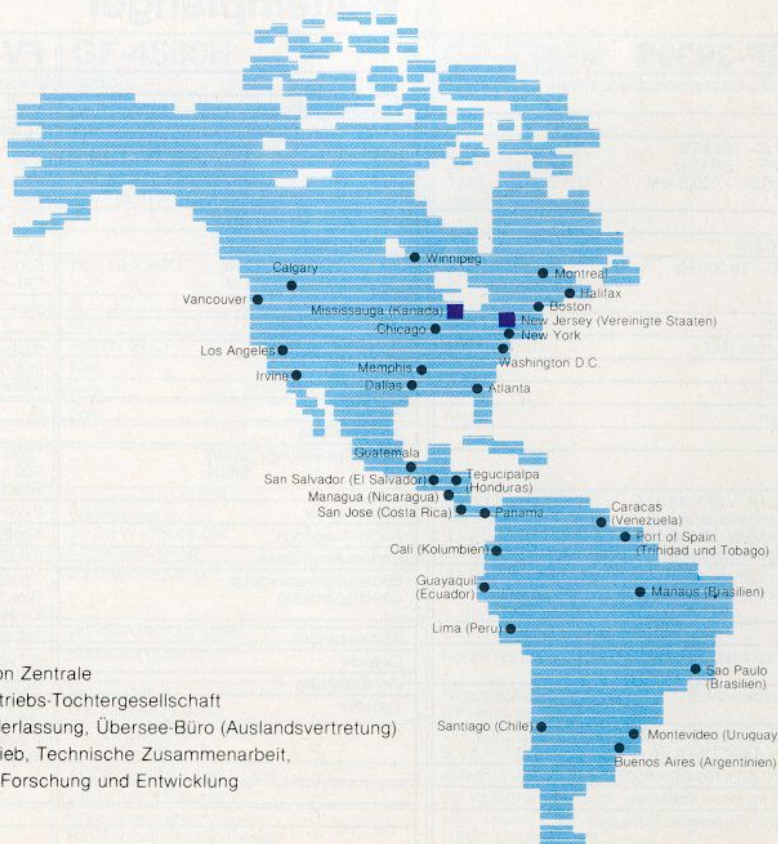 Winnipeg
Calgary
Montreal
Vancouver
Halifax
Mississauga (Kanada)
Boston
New Jersey (Vereinigte Staaten)
Chicago
New York
Los Angeles
Washington D.C.
Memphis
Irvine
Dallas
Atlanta
Guatemala
San Salvador (El Salvador)
Tegucipalpa
(Honduras)
Managua (Nicaragua)
San Jose (Costa Rica)
Panama
Caracas
(Venezuela)
Port of Spain
(Trinidad und Tobago)
Cali (Kolumbien)
Guayaquil
(Ecuador)
Manaus (Brasilien)
Lima (Peru)
on Zentrale
Sao Paulo
(Brasilien)
triebs-Tochtergesellschaft
erlassung, Übersee-Büro (Auslandsvertretung)
Santiago (Chile)
Montevideo (Uruguay
ieb, Technische Zusammenarbeit,
Buenos Aires (Argentinien)
Forschung und Entwicklung